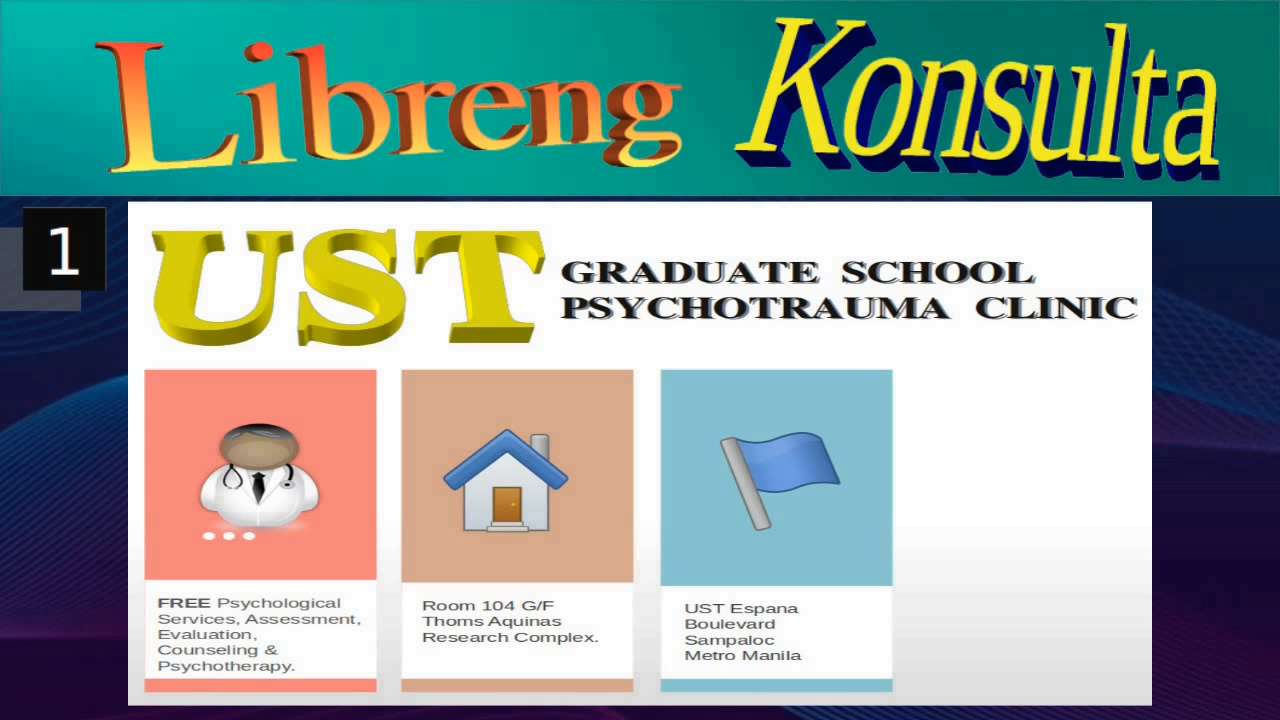 Libreng Konsulta
1
UST
GRADUATE SCHOOL
PSYCHOTRAUMA CLINIC
FREE Psychological
Services, Assessment,
Evaluation,
Counseling &
Psychotherapy.
Room 104 G/F
Thoms Aquinas
Research Complex.
UST Espana
Boulevard
Sampaloc
Metro Manila